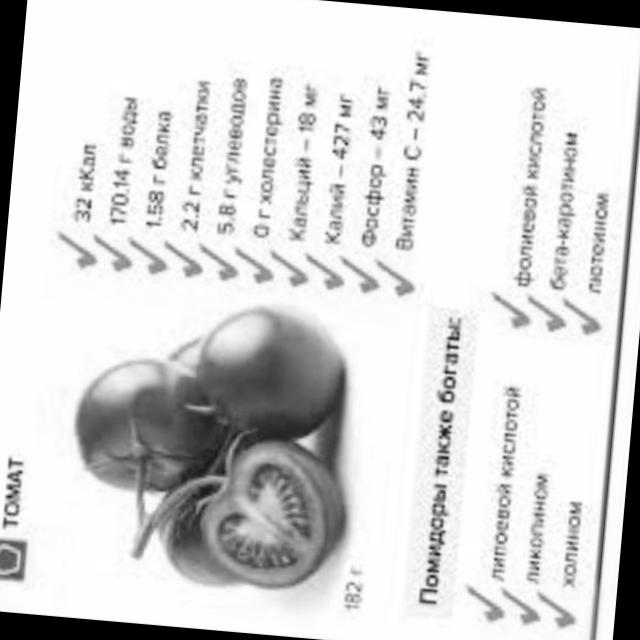 ТОМАТ
182 г
32 кКал
170.14 г воды
1.58 г белка
2.2 г клетчатки
5.8 г углеводов
0 г холестерина
Кальций – 18 мг
Калий – 427 мг
Фосфор – 43 мг
Витамин С – 24.7 мг
Помидоры также богаты:
липоевой кислотой
ликопином
холином
фолиевой кислотой
бета-каротином
лютеином